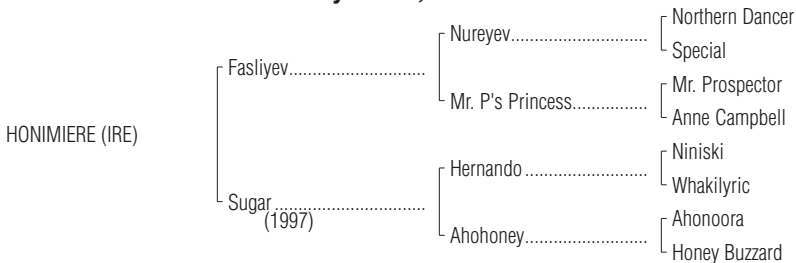 Northern Dancer
Nureyev
Special
Fasliyev
Mr. Prospector
Mr. P's Princess
Anne Campbell
HONIMIERE (IRE)
Niniski
Hernando
Whakilyric
Sugar
(1997)
Ahonoora
Ahohoney
Honey Buzzard